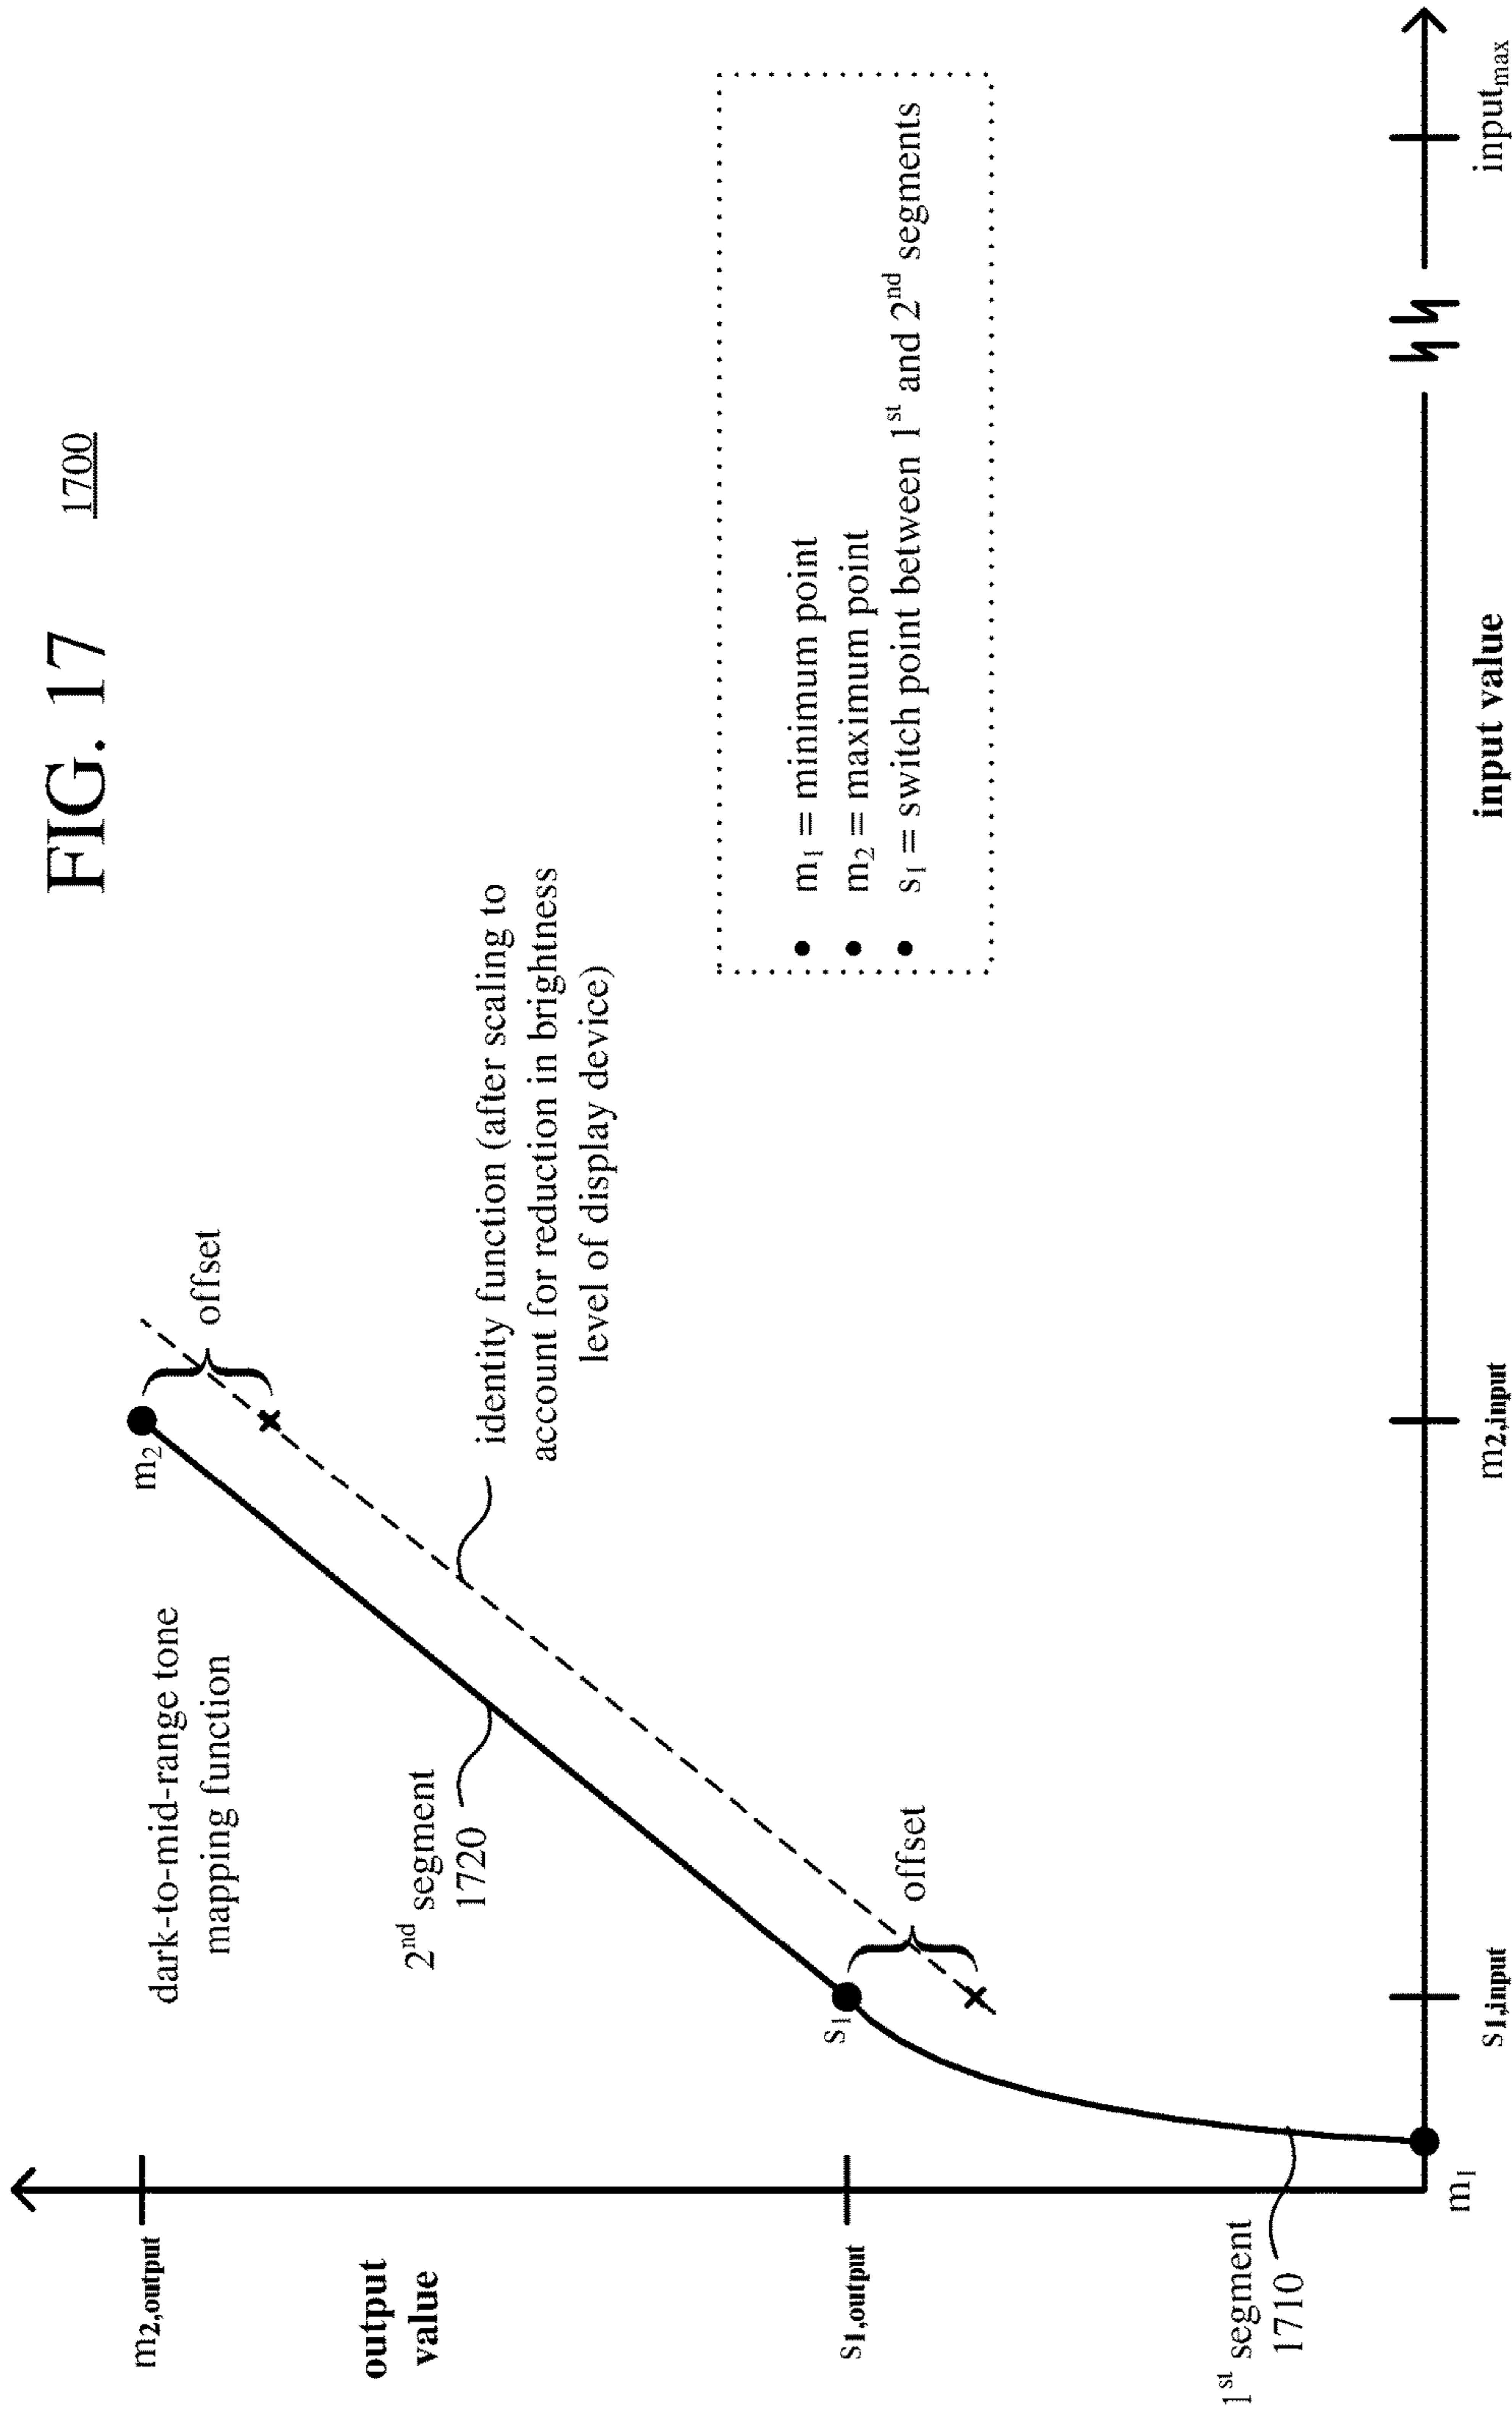 FIG. 17
1700
m₂,output
output
value
s₁,output
dark-to-mid-range tone
mapping function
m₂
offset
2nd segment
1720
identity function (after scaling to
account for reduction in brightness
level of display device)
s₁
offset
• m₁ = minimum point
• m₂ = maximum point
• s₁ = switch point between 1st and 2nd segments
1st segment
1710
m₁
s₁,input
m₂,input
input value
inputmax